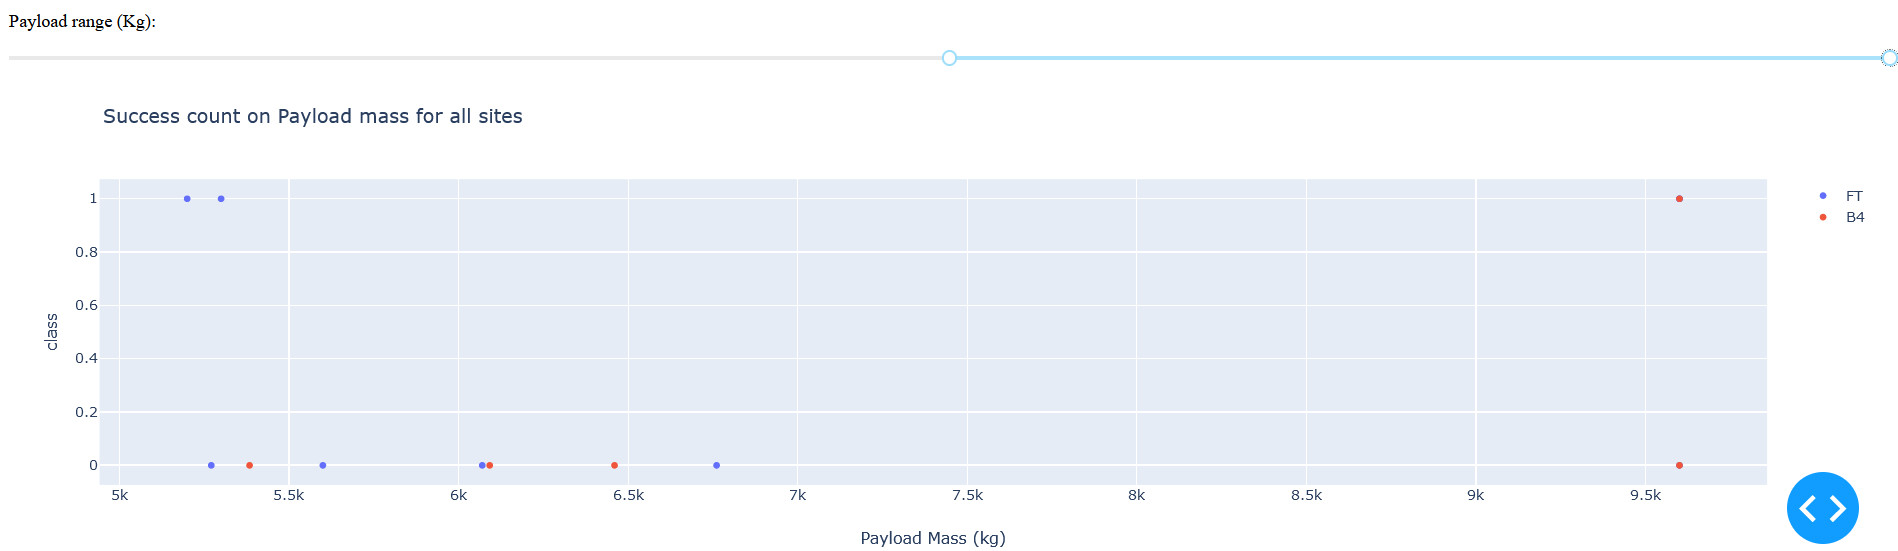 Payload range (Kg):
Success count on Payload mass for all sites
1
0.8
0.6
0.4
0.2
0
class
5k 5.5k 6k 6.5k 7k 7.5k 8k 8.5k 9k 9.5k
Payload Mass (kg)
FT
B4